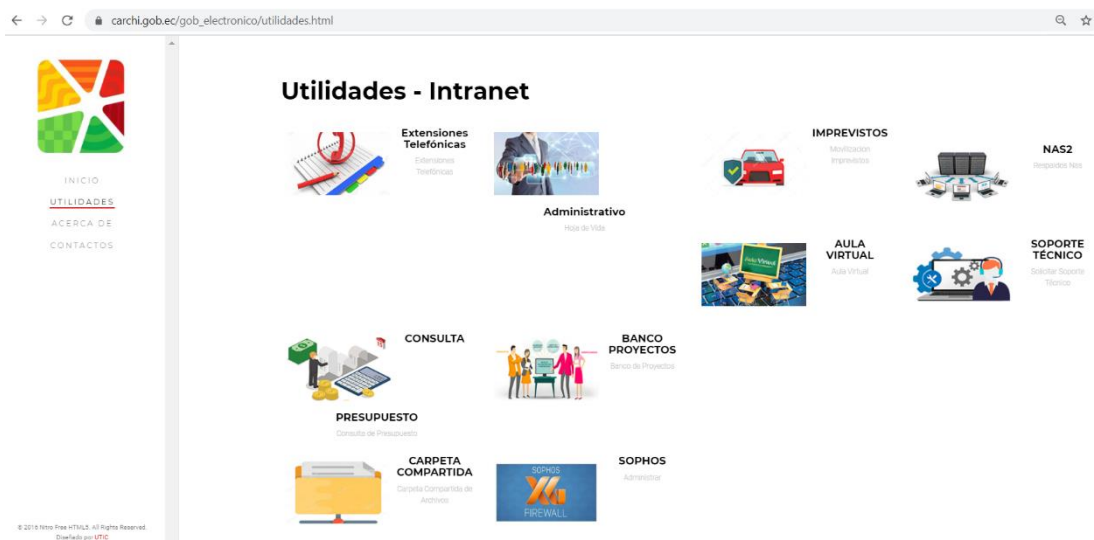 carchi.gob.ec/gob_electronico/utilidades.html
INICIO
UTILIDADES
ACERCA DE
CONTACTOS
© 2016 Nitro Free HTML5. All Rights Reserved.
Diseñado por UTIC
Utilidades - Intranet
Extensiones
Telefónicas
Extensiones
Telefónicas
Administrativo
Hoja de Vida
IMPREVISTOS
Movilizacion
Imprevistos
NAS2
Respaldos Nas
Aula Virtual
AULA
VIRTUAL
Aula Virtual
SOPORTE
TÉCNICO
Solicitar Soporte
Técnico
CONSULTA
PRESUPUESTO
Consulta de Presupuesto
BANCO
PROYECTOS
Banco de Proyectos
CARPETA
COMPARTIDA
Carpeta Compartida de
Archivos
SOPHOS
XG
FIREWALL
SOPHOS
Administrar